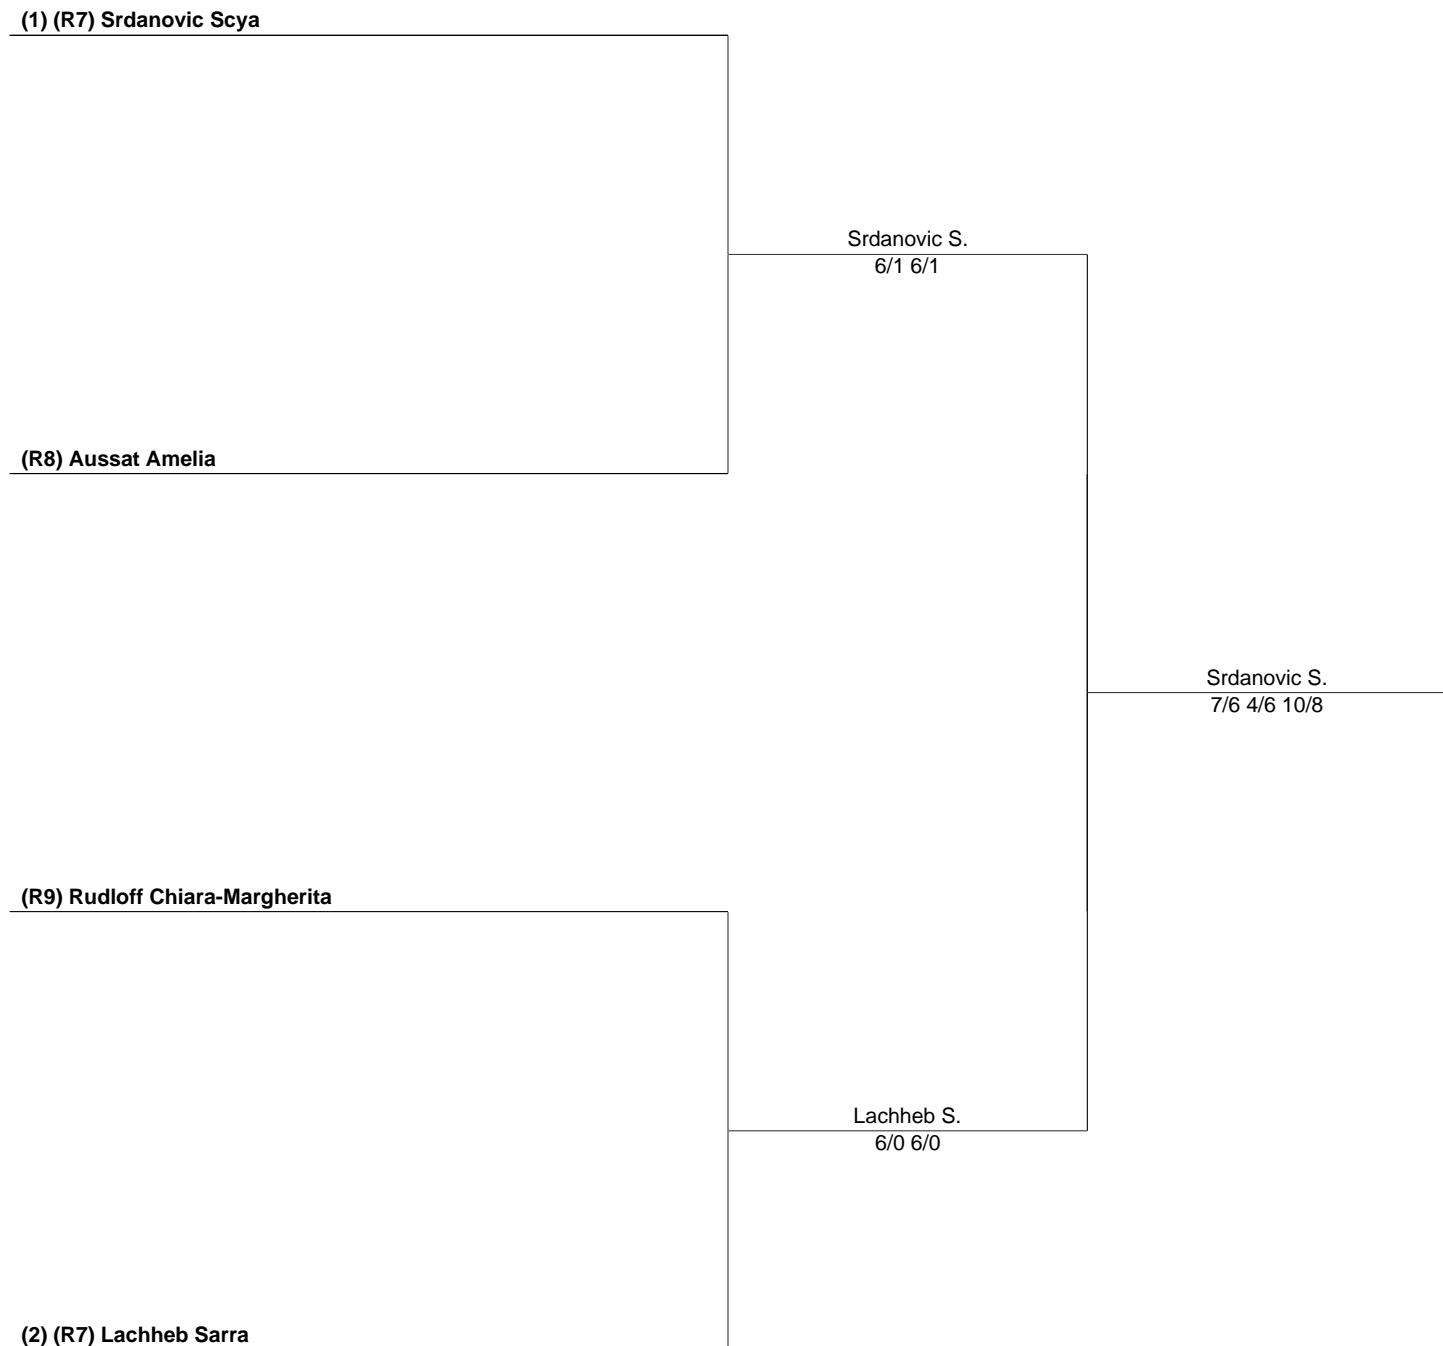 (1) (R7) Srdanovic Scya
Srdanovic S.
6/1 6/1
(R8) Aussat Amelia
Srdanovic S.
7/6 4/6 10/8
(R9) Rudloff Chiara-Margherita
Lachheb S.
6/0 6/0
(2) (R7) Lachheb Sarra